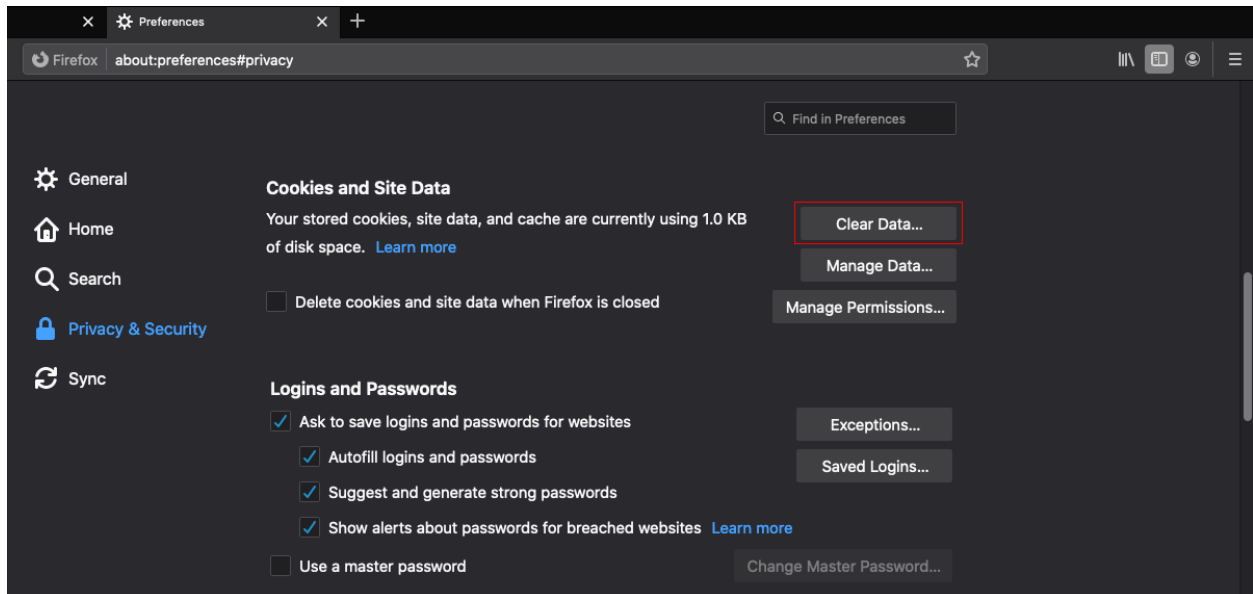 Preferences
Firefox about:preferences#privacy
Find in Preferences
General
Home
Search
Privacy & Security
Sync
Cookies and Site Data
Your stored cookies, site data, and cache are currently using 1.0 KB
of disk space. Learn more
Clear Data...
Manage Data...
Delete cookies and site data when Firefox is closed
Manage Permissions...
Logins and Passwords
Ask to save logins and passwords for websites
Exceptions...
Autofill logins and passwords
Saved Logins...
Suggest and generate strong passwords
Show alerts about passwords for breached websites Learn more
Use a master password
Change Master Password...